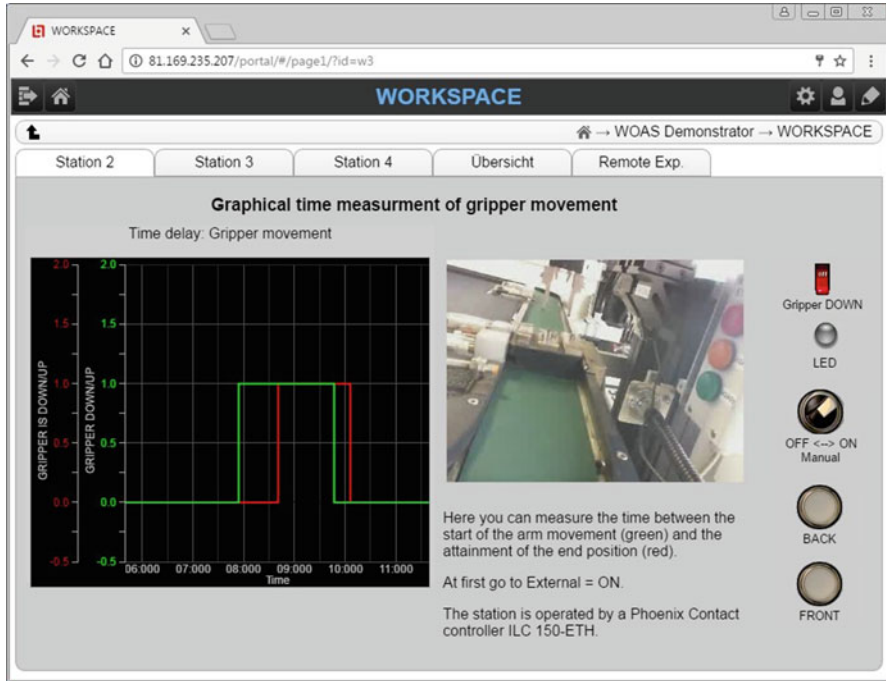 WORKSPACE
81.169.235.207/portal/#/page1/?id=w3
WORKSPACE
→ WOAS Demonstrator → WORKSPACE
Station 2
Station 3
Station 4
Übersicht
Remote Exp.
Graphical time measurment of gripper movement
Time delay: Gripper movement
GRIPPER IS DOWN/UP
2.0
1.5
1.0
0.5
0.0
-0.5
GRIPPER DOWN/UP
2.0
1.5
1.0
0.5
0.0
-0.5
06:000 07:000 08:000 09:000 10:000 11:000
Time
Here you can measure the time between the
start of the arm movement (green) and the
attainment of the end position (red).
At first go to External = ON.
The station is operated by a Phoenix Contact
controller ILC 150-ETH.
OFF
Gripper DOWN
LED
OFF <--> ON
Manual
BACK
FRONT